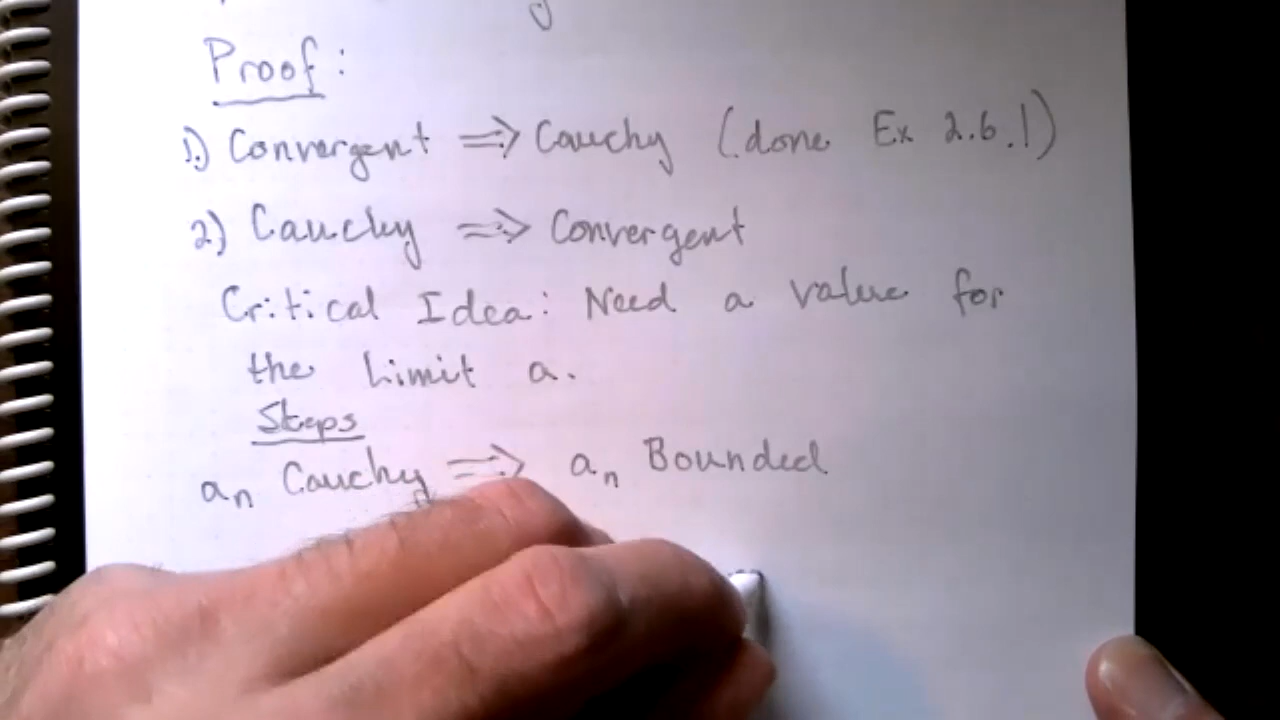 Proof:
1.) Convergent ⇒ Cauchy (done Ex 2.6.1)
2) Cauchy ⇒ Convergent
Critical Idea: Need a value for
the limit a.
Steps
aₙ Cauchy ⇒ aₙ Bounded